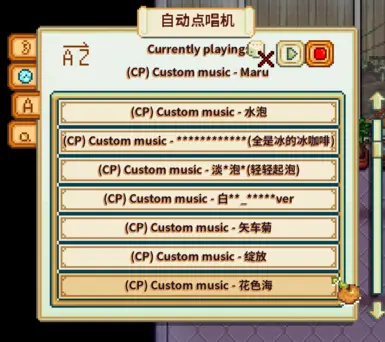 自动点唱机
A Z
Currently playing:
(CP) Custom music - Maru
(CP) Custom music - 水泡
(CP) Custom music - ************(全是冰的冰咖啡)
(CP) Custom music - 淡*泡*(轻轻起泡)
(CP) Custom music - 白**_*****ver
(CP) Custom music - 矢车菊
(CP) Custom music - 绽放
(CP) Custom music - 花色海